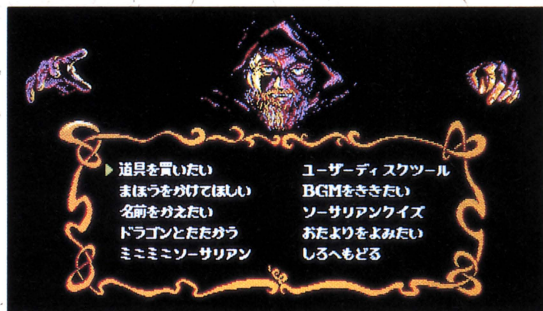 道具を買いたい
まほうをかけてほしい
名前をかえたい
ドラゴンとたたかう
ミニミニソーサリアン
ユーザーディスクツール
BGMをききたい
ソーサリアンクイズ
おたよりをよみたい
しろへもどる